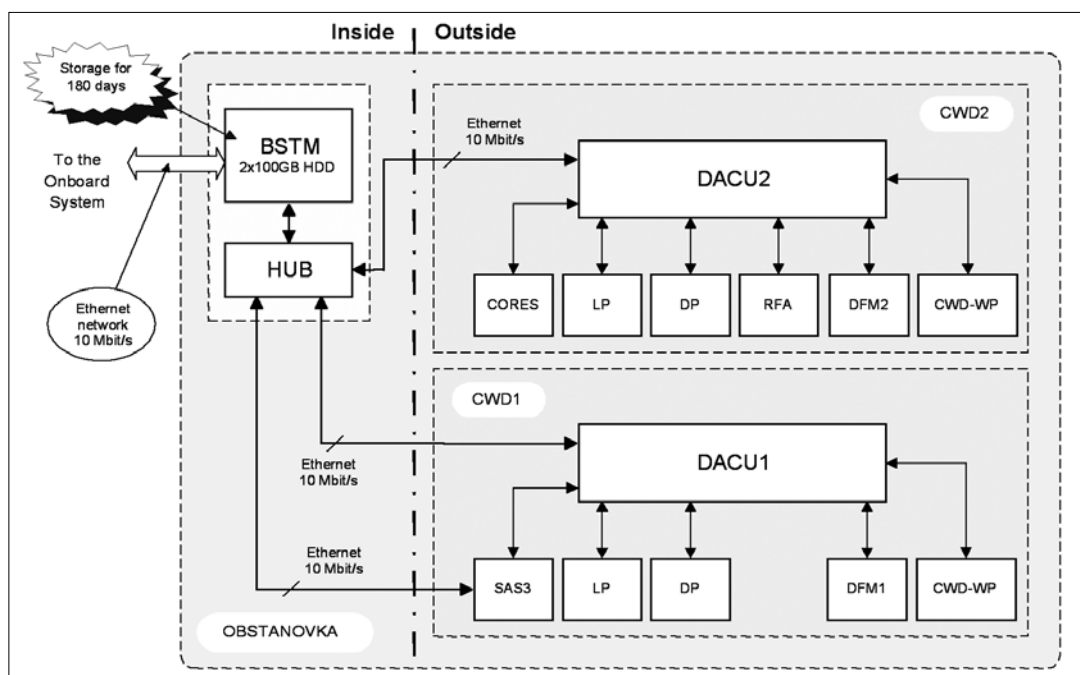 Inside
Outside
Storage for
180 days
BSTM
2x100GB HDD
To the
Onboard
System
HUB
Ethernet
network
10 Mbit/s
Ethernet
10 Mbit/s
CWD2
DACU2
CORES
LP
DP
RFA
DFM2
CWD-WP
CWD1
Ethernet
10 Mbit/s
DACU1
Ethernet
10 Mbit/s
SAS3
LP
DP
DFM1
CWD-WP
OBSTANOVKA